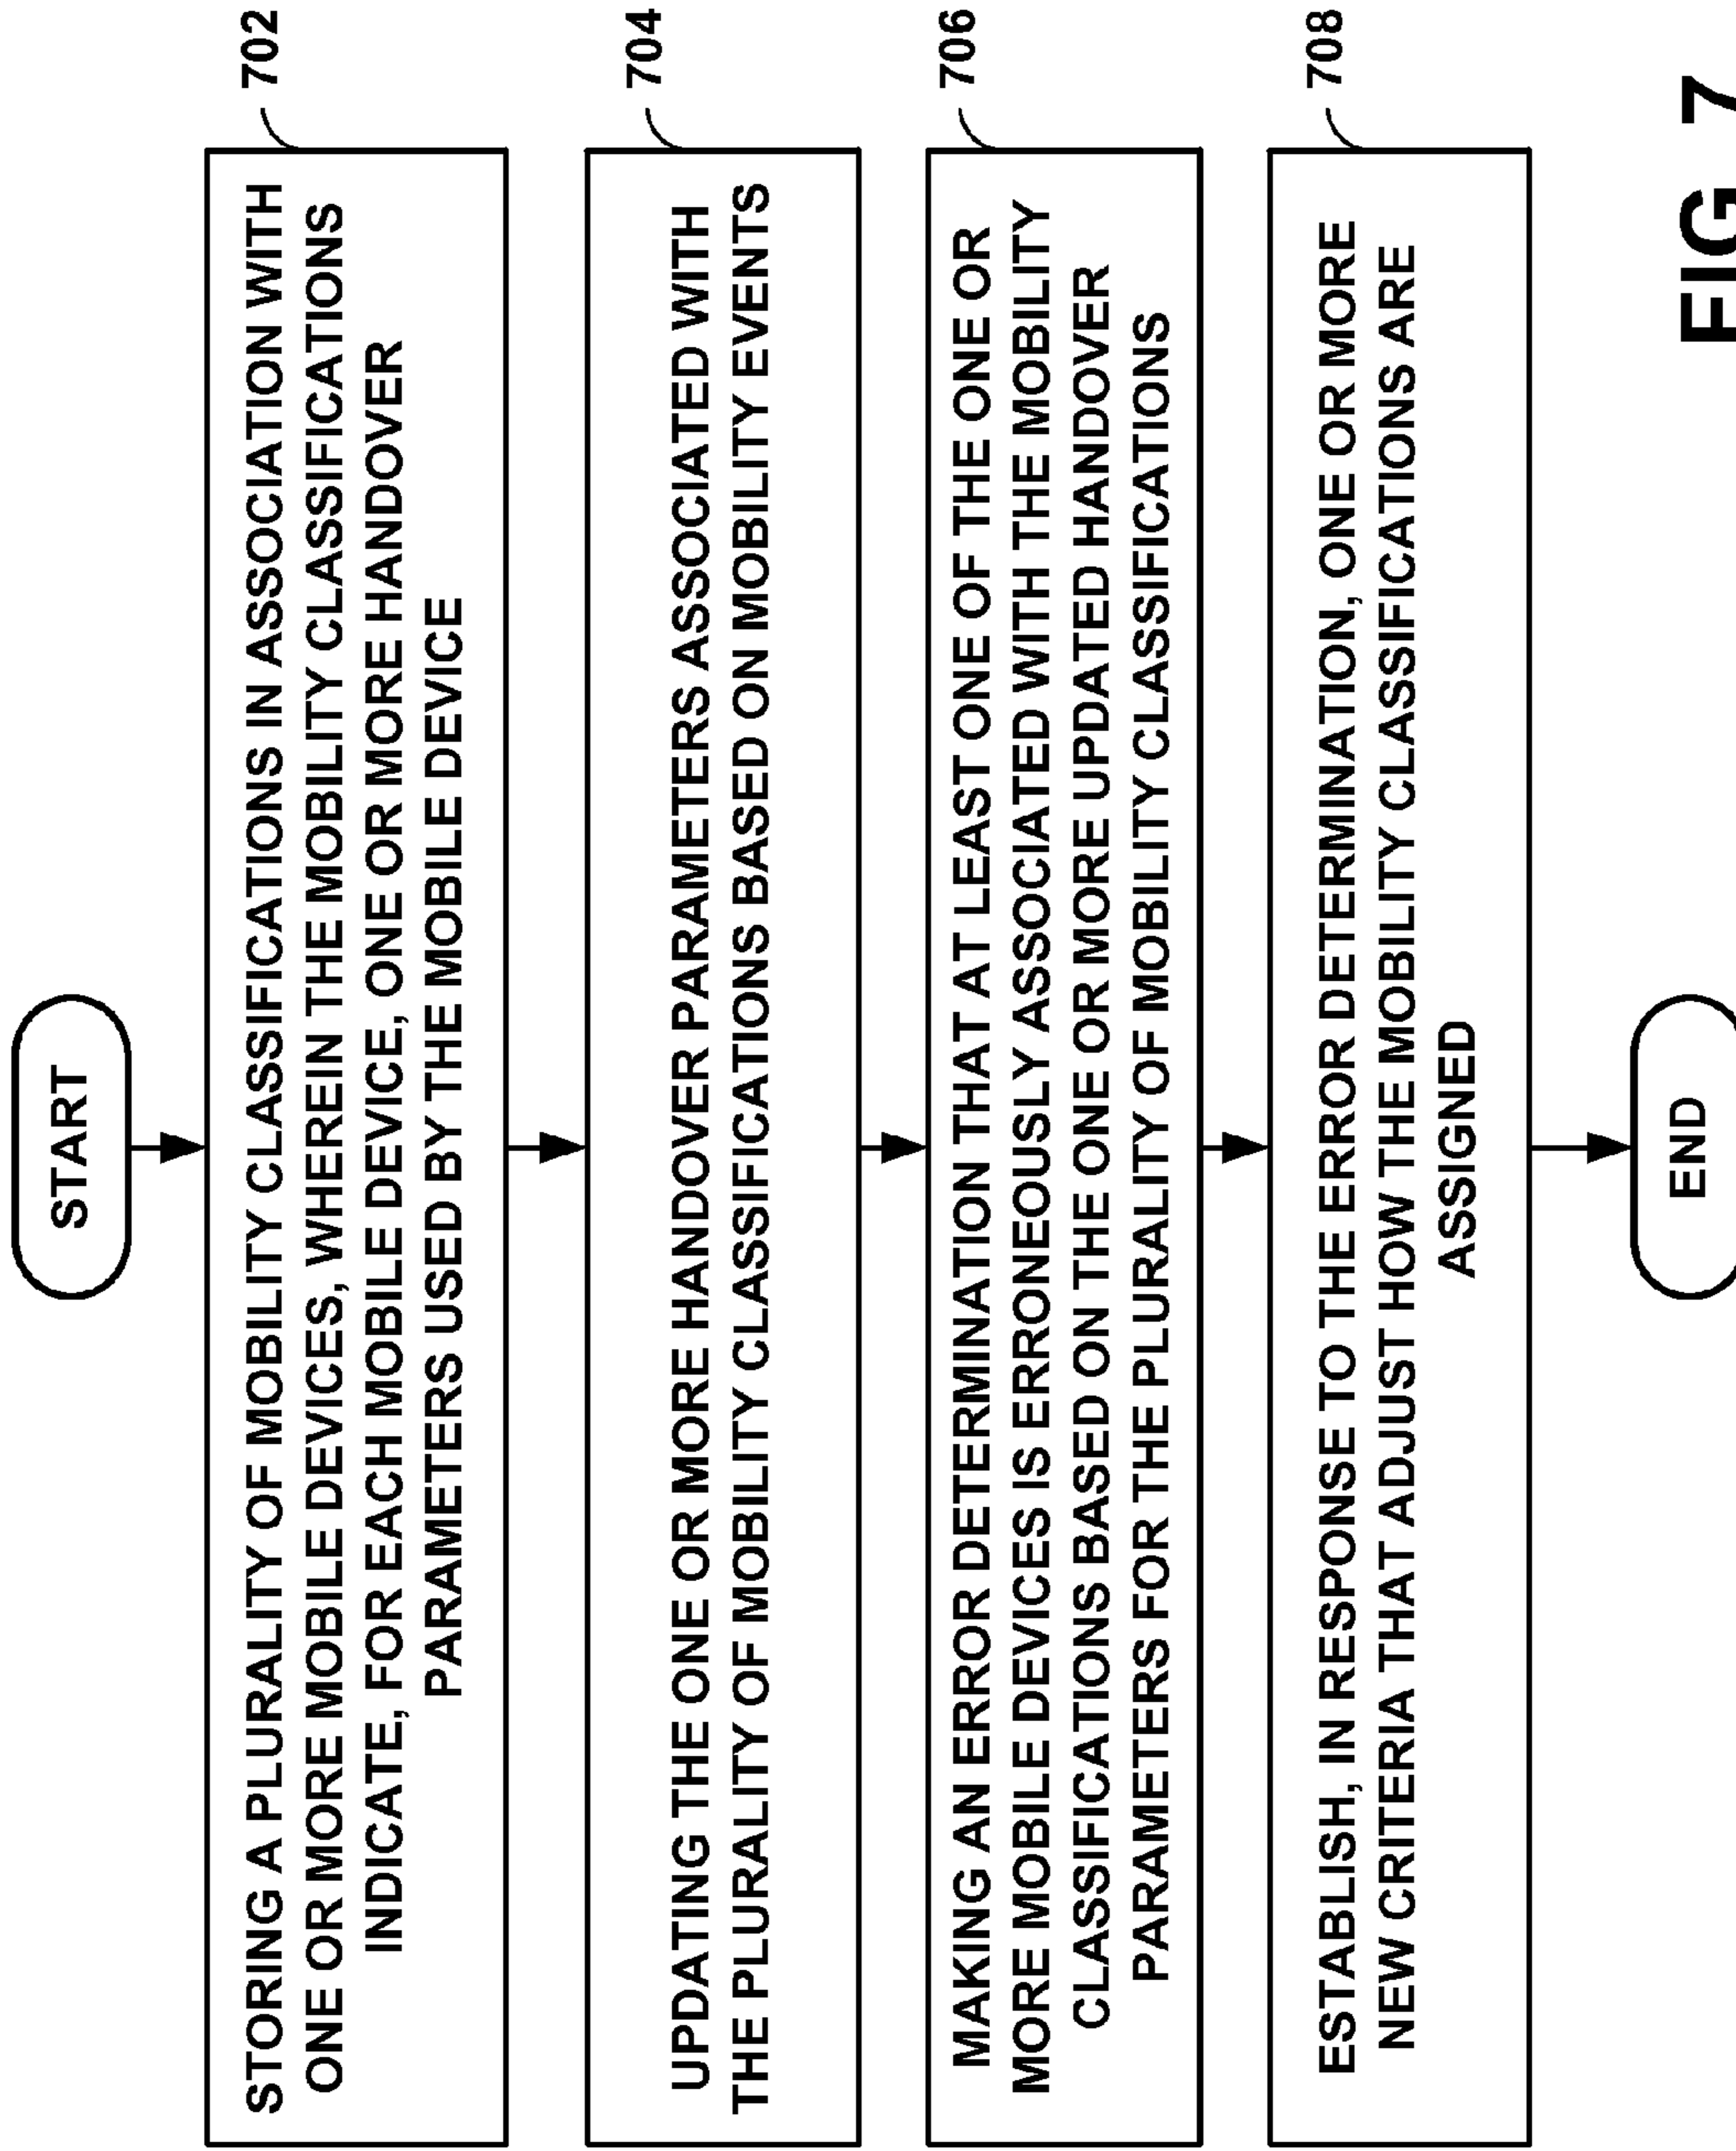 START
702
STORING A PLURALITY OF MOBILITY CLASSIFICATIONS IN ASSOCIATION WITH
ONE OR MORE MOBILE DEVICES, WHEREIN THE MOBILITY CLASSIFICATIONS
INDICATE, FOR EACH MOBILE DEVICE, ONE OR MORE HANDOVER
PARAMETERS USED BY THE MOBILE DEVICE
704
UPDATING THE ONE OR MORE HANDOVER PARAMETERS ASSOCIATED WITH
THE PLURALITY OF MOBILITY CLASSIFICATIONS BASED ON MOBILITY EVENTS
706
MAKING AN ERROR DETERMINATION THAT AT LEAST ONE OF THE ONE OR
MORE MOBILE DEVICES IS ERRONEOUSLY ASSOCIATED WITH THE MOBILITY
CLASSIFICATIONS BASED ON THE ONE OR MORE UPDATED HANDOVER
PARAMETERS FOR THE PLURALITY OF MOBILITY CLASSIFICATIONS
708
ESTABLISH, IN RESPONSE TO THE ERROR DETERMINATION, ONE OR MORE
NEW CRITERIA THAT ADJUST HOW THE MOBILITY CLASSIFICATIONS ARE
ASSIGNED
END
FIG. 7